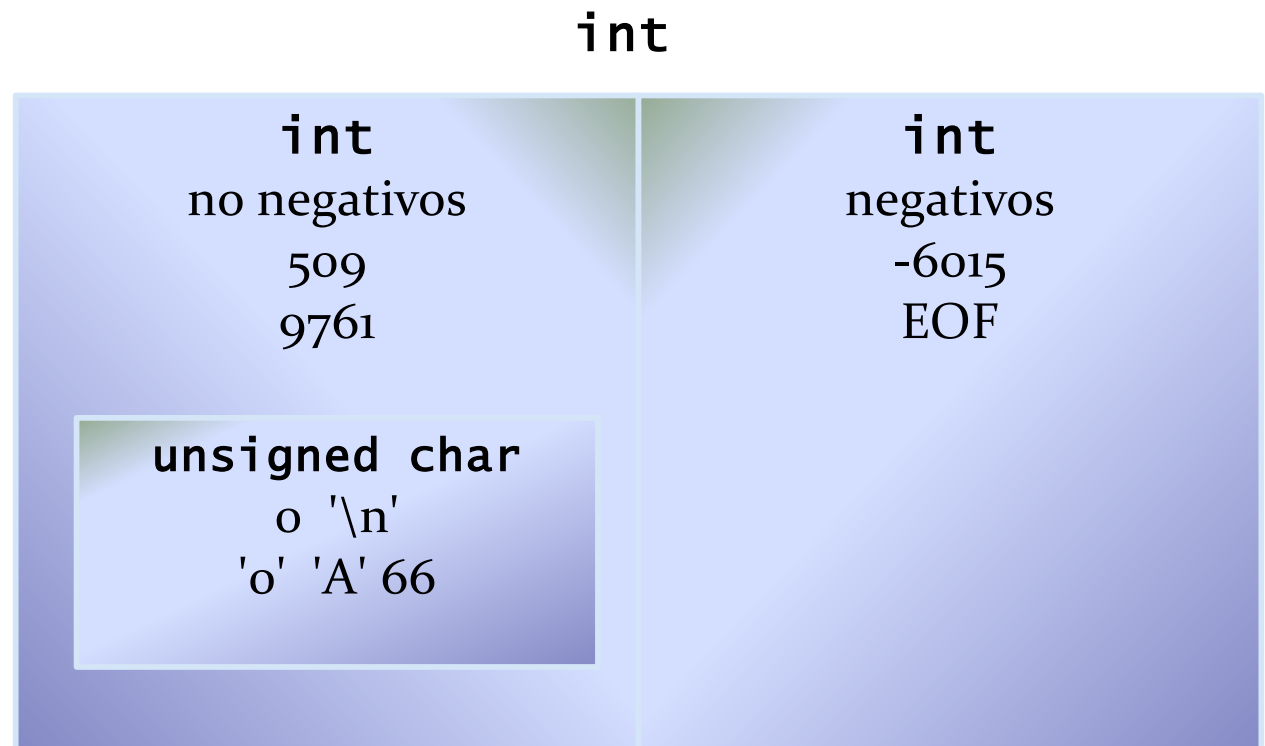 int
int
no negativos
509
9761
unsigned char
0 '\n'
'0' 'A' 66
int
negativos
-6015
EOF